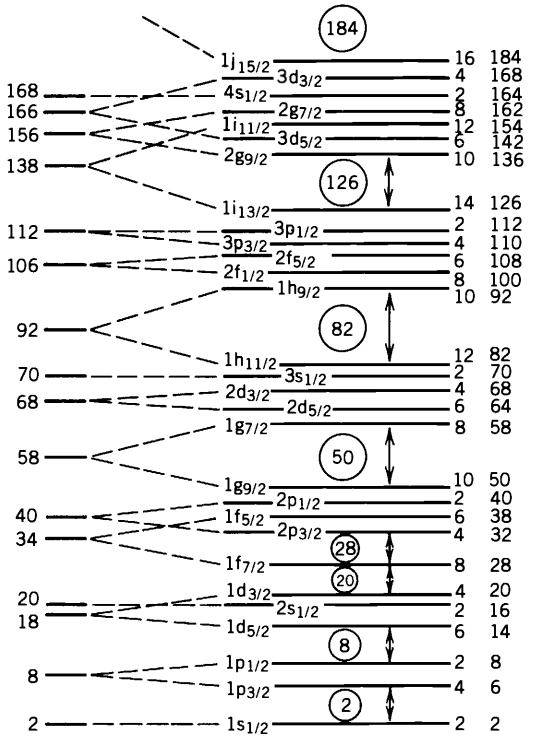 184
1j15/2 16 184
3d3/2 4 168
168 4s1/2 2 164
166 2g7/2 8 162
1i11/2 12 154
156 3d5/2 6 142
138 2g9/2 10 136
126
1i13/2 14 126
112 3p1/2 2 112
3p3/2 4 110
106 2f5/2 6 108
2f1/2 8 100
1h9/2 10 92
92 82
1h11/2 12 82
70 3s1/2 2 70
68 2d3/2 4 68
2d5/2 6 64
1g7/2 8 58
58 50
1g9/2 10 50
40 2p1/2 2 40
1f5/2 6 38
34 2p3/2 4 32
28
1f7/2 8 28
20
1d3/2 4 20
20 2s1/2 2 16
18 1d5/2 6 14
8
1p1/2 2 8
8 1p3/2 4 6
2
2 1s1/2 2 2